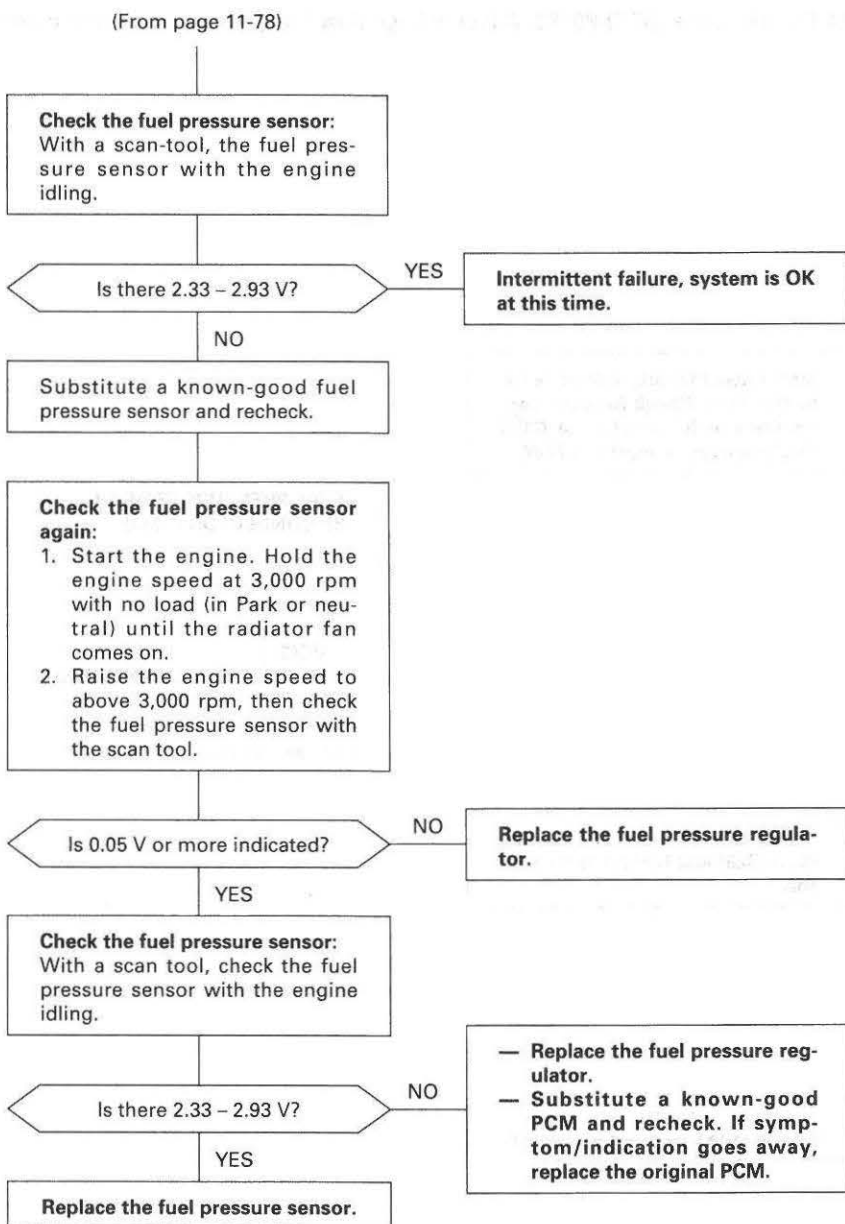 (From page 11-78)
Check the fuel pressure sensor:
With a scan-tool, the fuel pres-
sure sensor with the engine
idling.
Is there 2.33 – 2.93 V?
YES
Intermittent failure, system is OK
at this time.
NO
Substitute a known-good fuel
pressure sensor and recheck.
Check the fuel pressure sensor
again:
1. Start the engine. Hold the
engine speed at 3,000 rpm
with no load (in Park or neu-
tral) until the radiator fan
comes on.
2. Raise the engine speed to
above 3,000 rpm, then check
the fuel pressure sensor with
the scan tool.
Is 0.05 V or more indicated?
NO
Replace the fuel pressure regula-
tor.
YES
Check the fuel pressure sensor:
With a scan tool, check the fuel
pressure sensor with the engine
idling.
Is there 2.33 – 2.93 V?
NO
— Replace the fuel pressure reg-
ulator.
— Substitute a known-good
PCM and recheck. If symp-
tom/indication goes away,
replace the original PCM.
YES
Replace the fuel pressure sensor.